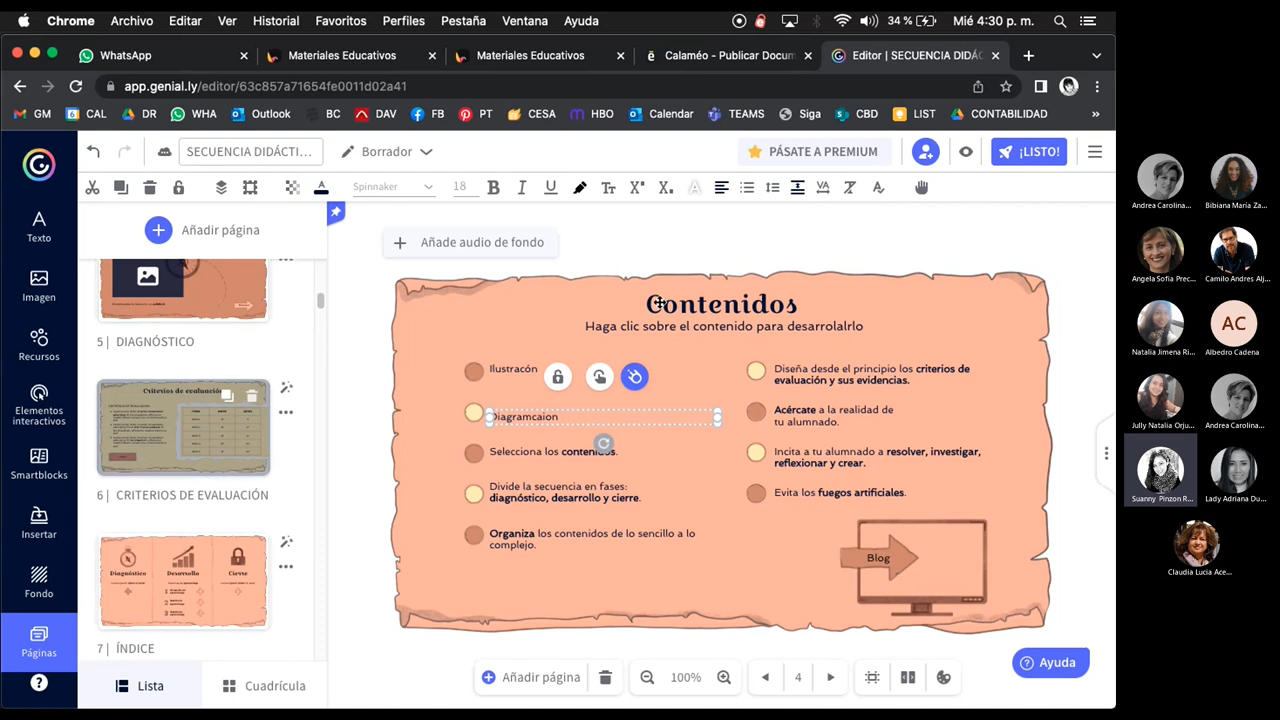 Chrome Archivo Editar Ver Historial Favoritos Perfiles Pestaña Ventana Ayuda 34 % Mié 4:30 p. m.
WhatsApp Materiales Educativos Materiales Educativos Calaméo - Publicar Docum Editor | SECUENCIA DIDÁC
app.genial.ly/editor/63c857a71654fe0011d02a41
GM CAL DR WHA Outlook BC DAV FB PT CESA HBO Calendar TEAMS Siga CBD LIST CONTABILIDAD »
SECUENCIA DIDÁCTI... Borrador PÁSATE A PREMIUM ¡LISTO!
Spinnaker 18
Texto
Imagen
Recursos
Elementos interactivos
Smartblocks
Insertar
Fondo
Páginas
Añadir página
5 | DIAGNÓSTICO
Criterios de evaluación
6 | CRITERIOS DE EVALUACIÓN
Diagnóstico Desarrollo Cierre
7 | ÍNDICE
Lista Cuadrícula
Añade audio de fondo
Contenidos
Haga clic sobre el contenido para desarrolalrlo
Ilustracón
Diagramcaion
Selecciona los contenidos.
Divide la secuencia en fases:
diagnóstico, desarrollo y cierre.
Organiza los contenidos de lo sencillo a lo
complejo.
Diseña desde el principio los criterios de
evaluación y sus evidencias.
Acércate a la realidad de
tu alumnado.
Incita a tu alumnado a resolver, investigar,
reflexionar y crear.
Evita los fuegos artificiales.
Blog
Añadir página 100% 4
Ayuda
Andrea Carolina... Bibiana María Za...
Angela Sofia Prec... Camilo Andres Alj...
Natalia Jimena Ri... AC Albedro Cadena
Jully Natalia Orju... Andrea Carolina...
Suanny Pinzon R... Lady Adriana Du...
Claudia Lucia Ace...